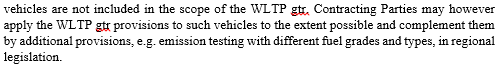 vehicles are not included in the scope of the WLTP gtr. Contracting Parties may however
apply the WLTP gtr provisions to such vehicles to the extent possible and complement them
by additional provisions, e.g. emission testing with different fuel grades and types, in regional
legislation.